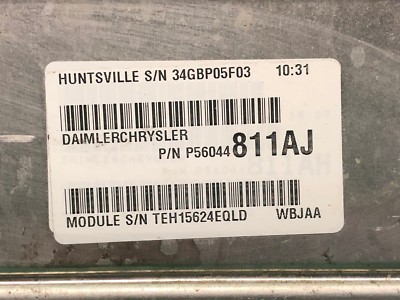 HUNTSVILLE S/N 34GBP05F03 10:31
DAIMLERCHRYSLER
P/N P56044811AJ
MODULE S/N TEH15624EQLD WBJAA